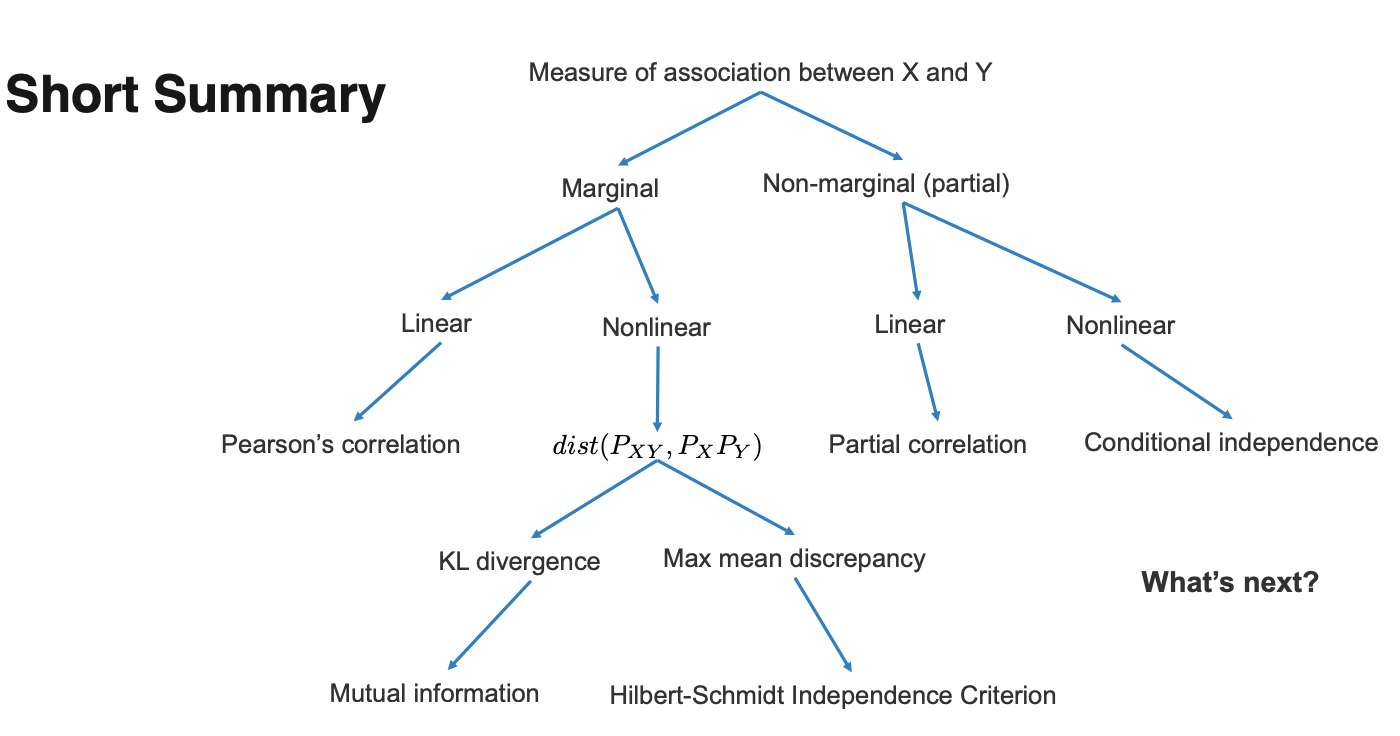 Short Summary
Measure of association between X and Y
Marginal
Non-marginal (partial)
Linear
Nonlinear
Linear
Nonlinear
Pearson’s correlation
dist(P_{XY}, P_X P_Y)
Partial correlation
Conditional independence
KL divergence
Max mean discrepancy
What’s next?
Mutual information
Hilbert-Schmidt Independence Criterion